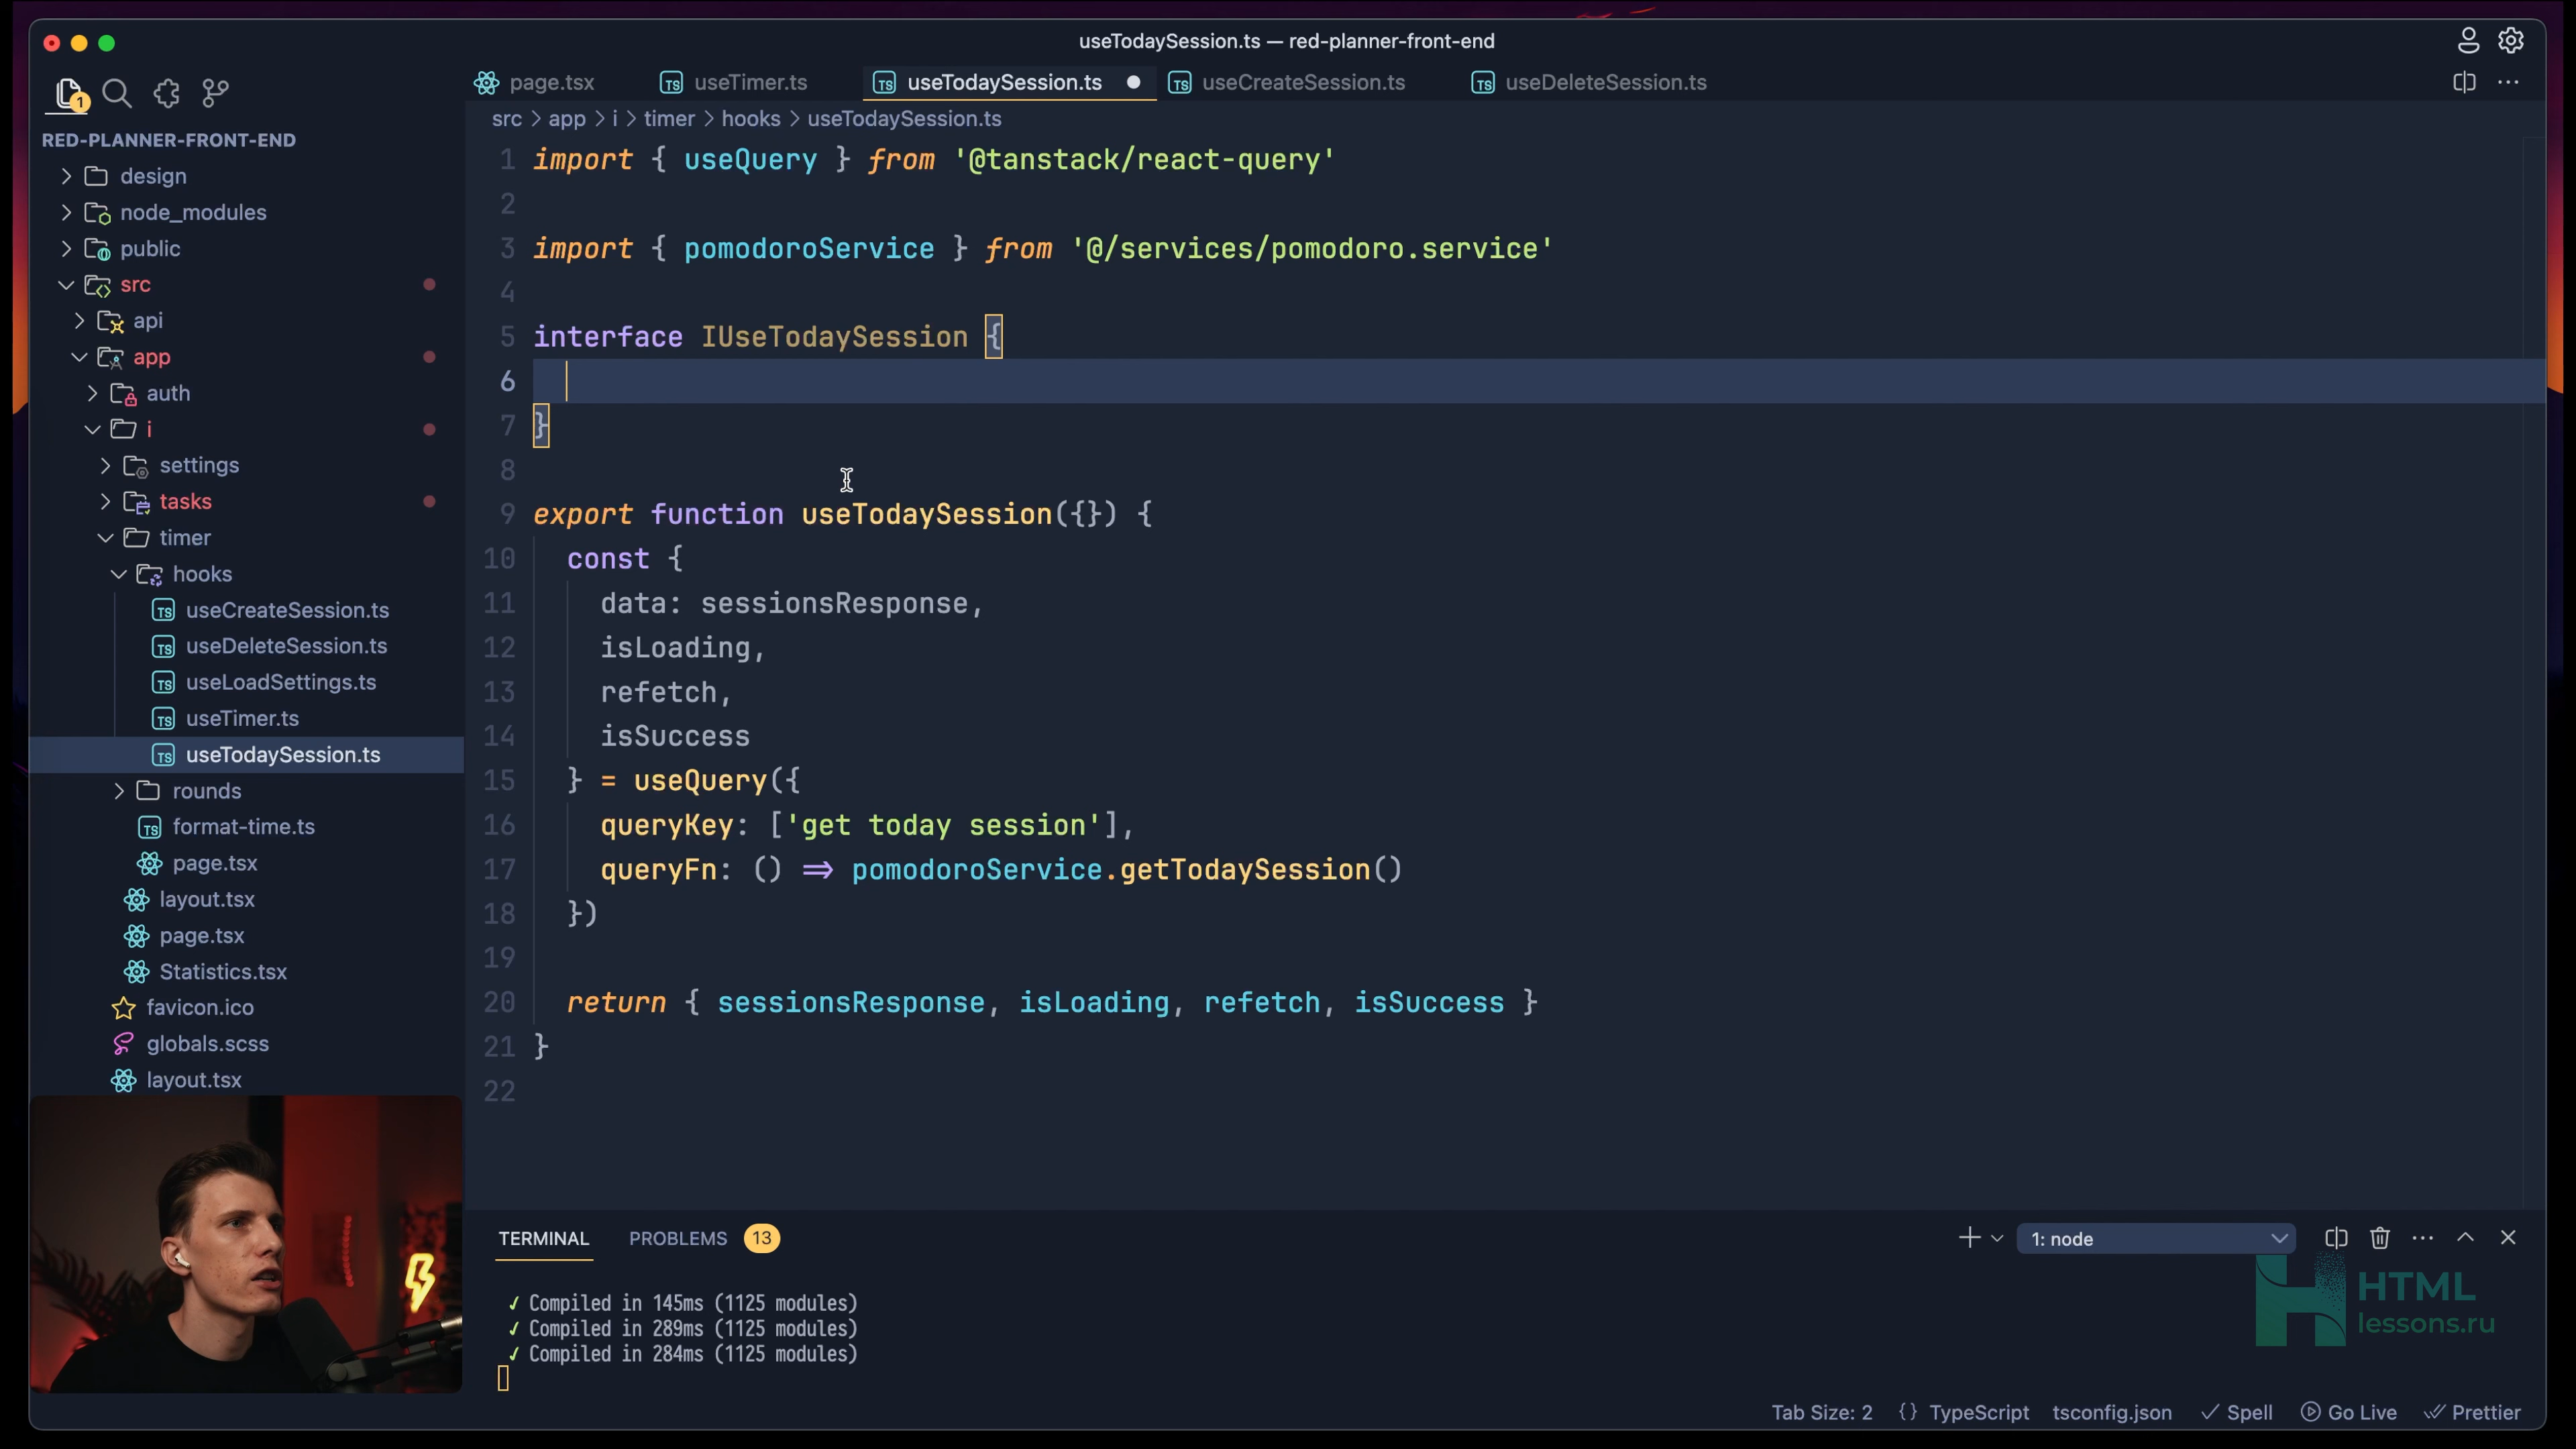 useTodaySession.ts — red-planner-front-end
1
page.tsx
useTimer.ts
useTodaySession.ts
useCreateSession.ts
useDeleteSession.ts
src > app > i > timer > hooks > useTodaySession.ts
RED-PLANNER-FRONT-END
design
node_modules
public
src
api
app
auth
i
settings
tasks
timer
hooks
useCreateSession.ts
useDeleteSession.ts
useLoadSettings.ts
useTimer.ts
useTodaySession.ts
rounds
format-time.ts
page.tsx
layout.tsx
page.tsx
Statistics.tsx
favicon.ico
globals.scss
layout.tsx
1 import { useQuery } from '@tanstack/react-query'
2
3 import { pomodoroService } from '@/services/pomodoro.service'
4
5 interface IUseTodaySession {
6
7 }
8
9 export function useTodaySession({}) {
10 const {
11 data: sessionsResponse,
12 isLoading,
13 refetch,
14 isSuccess
15 } = useQuery({
16 queryKey: ['get today session'],
17 queryFn: () => pomodoroService.getTodaySession()
18 })
19
20 return { sessionsResponse, isLoading, refetch, isSuccess }
21 }
22
TERMINAL
PROBLEMS 13
1: node
✓ Compiled in 145ms (1125 modules)
✓ Compiled in 289ms (1125 modules)
✓ Compiled in 284ms (1125 modules)
HTML
lessons.ru
Tab Size: 2
{} TypeScript
tsconfig.json
✓ Spell
Go Live
Prettier